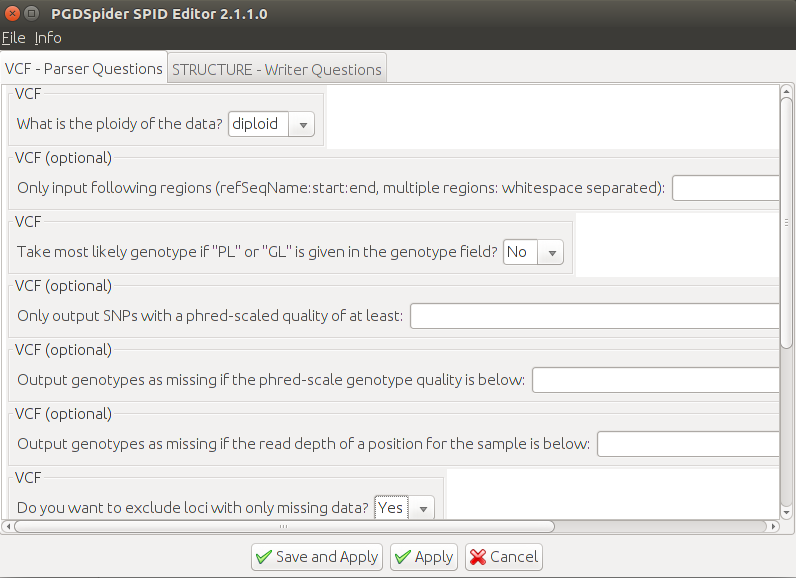 PGDSpider SPID Editor 2.1.1.0
File Info
VCF - Parser Questions STRUCTURE - Writer Questions
VCF
What is the ploidy of the data? diploid
VCF (optional)
Only input following regions (refSeqName:start:end, multiple regions: whitespace separated):
VCF
Take most likely genotype if "PL" or "GL" is given in the genotype field? No
VCF (optional)
Only output SNPs with a phred-scaled quality of at least:
VCF (optional)
Output genotypes as missing if the phred-scale genotype quality is below:
VCF (optional)
Output genotypes as missing if the read depth of a position for the sample is below:
VCF
Do you want to exclude loci with only missing data? Yes
Save and Apply Apply Cancel